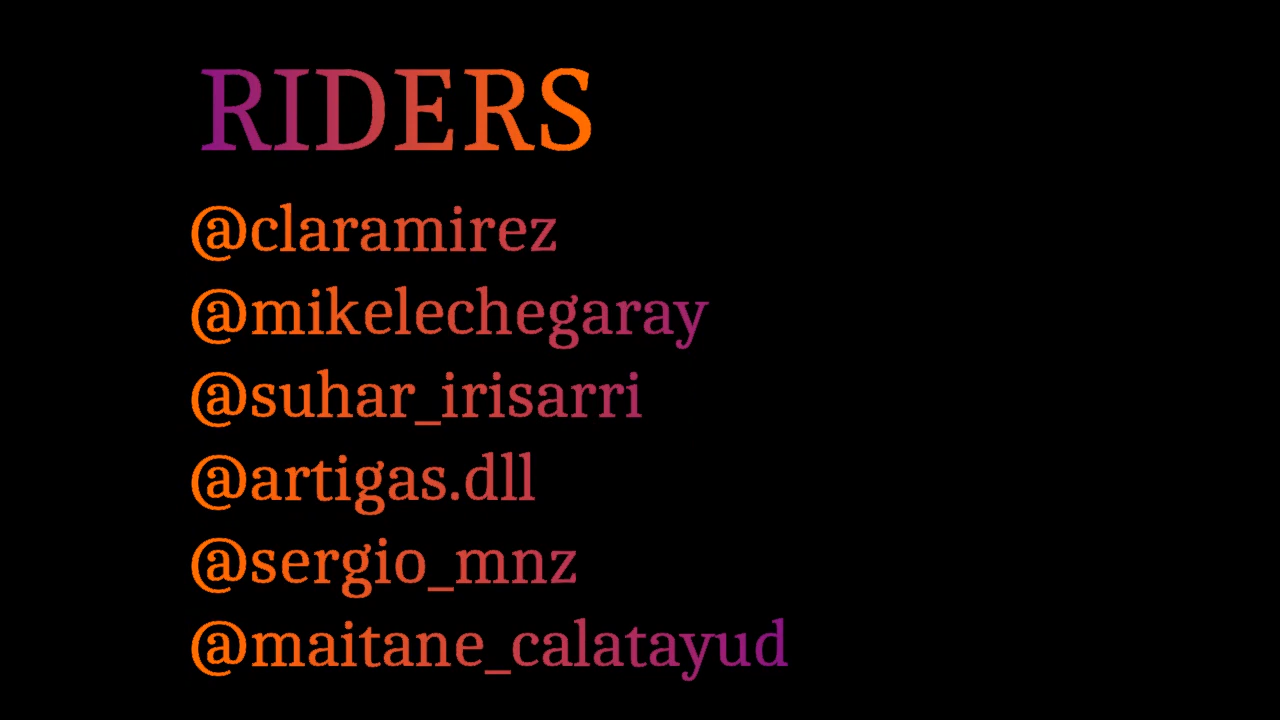 RIDERS
@claramirez
@mikelechegaray
@suhar_irisarri
@artigas.dll
@sergio_mnz
@maitane_calatayud